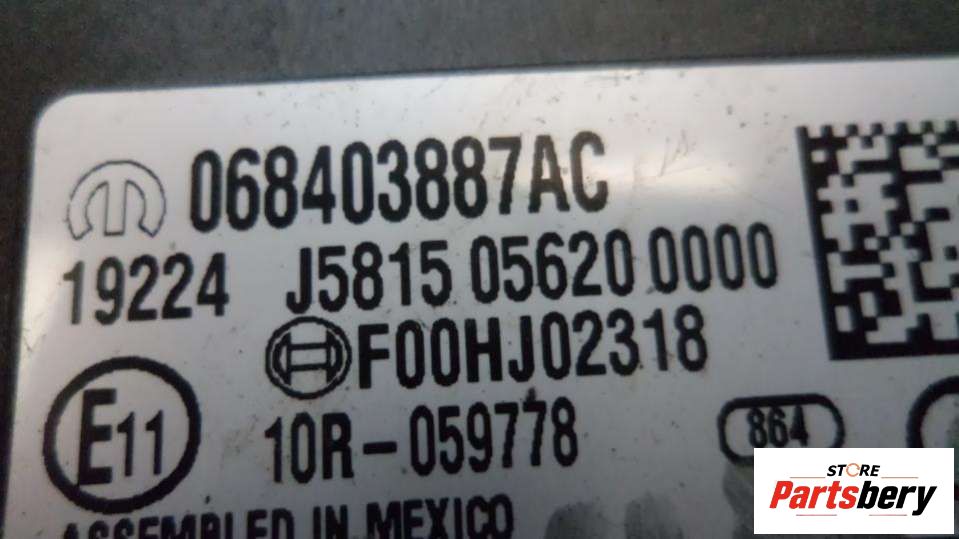 068403887AC
19224 J5815 05620 0000
F00HJ02318
E11 10R-059778 864
ASSEMBLED IN MEXICO
STORE
Partsbery